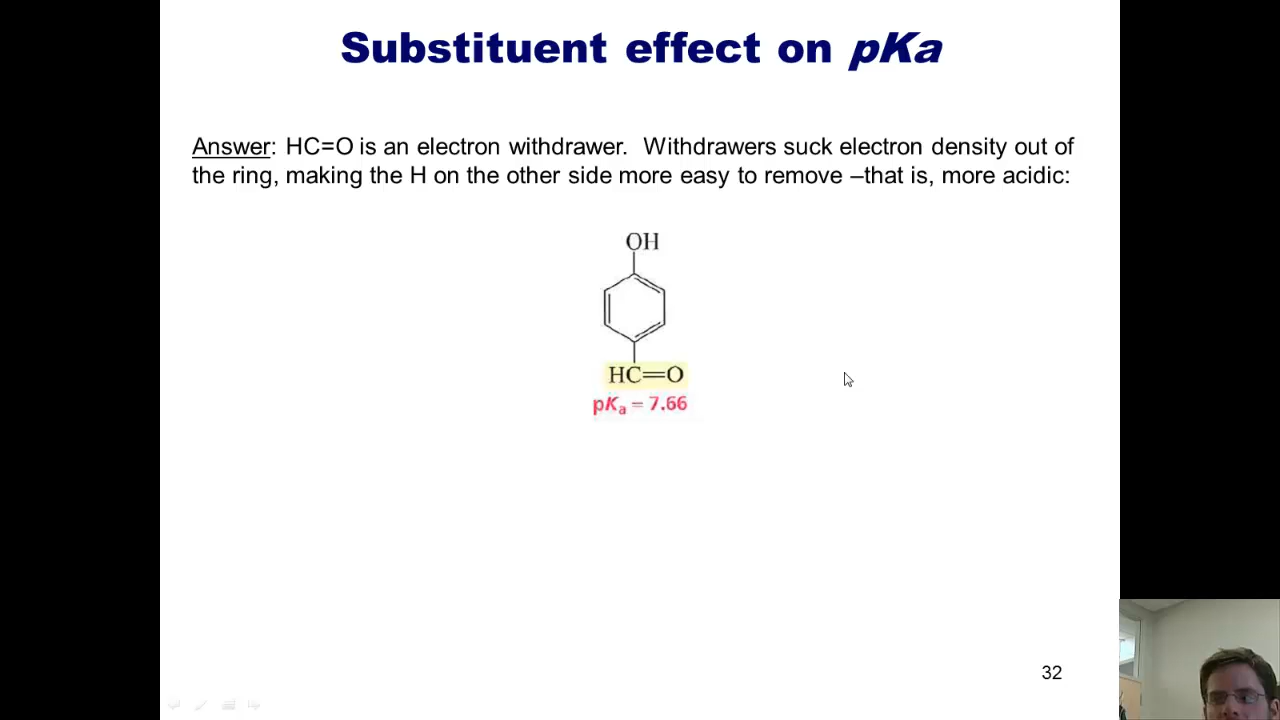 Substituent effect on pKa
Answer: HC=O is an electron withdrawer.  Withdrawers suck electron density out of
the ring, making the H on the other side more easy to remove –that is, more acidic:
OH
HC=O
pKa = 7.66
32